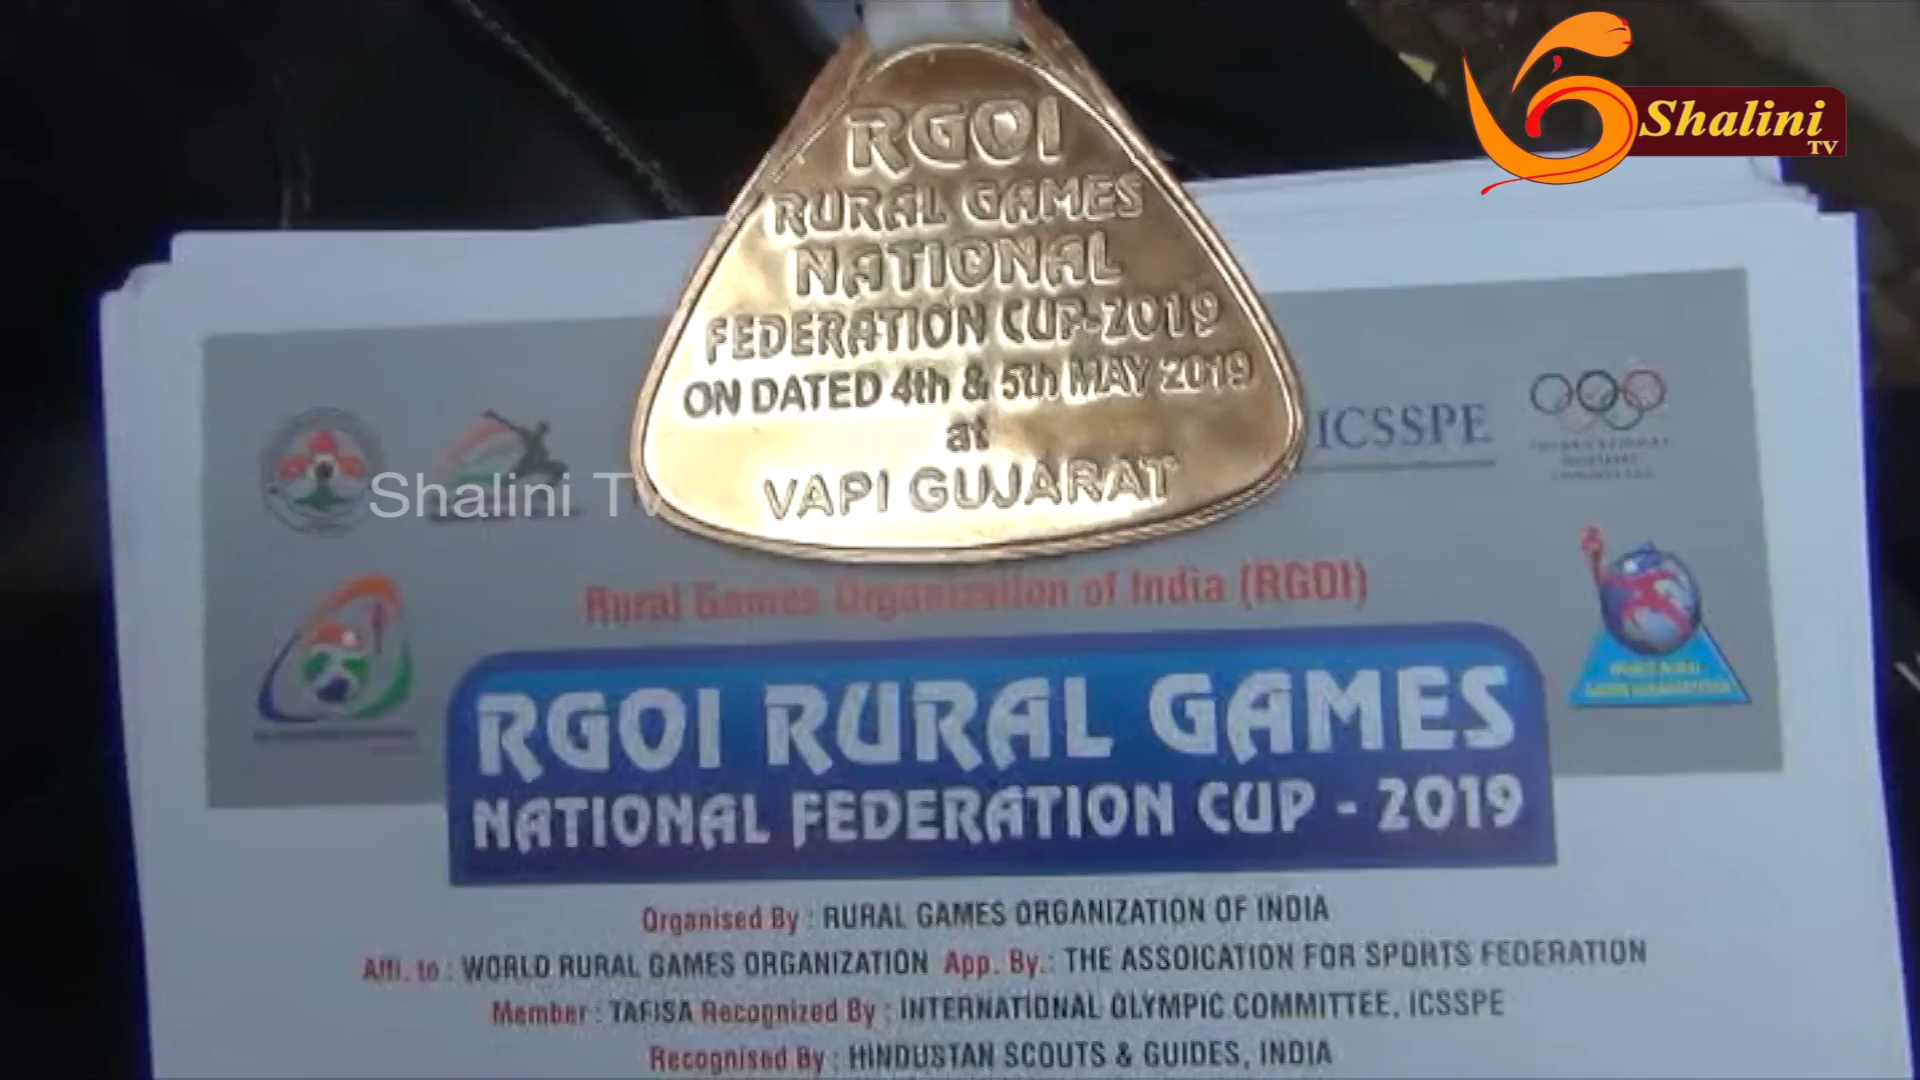 Shalini
TV
RGOI
RURAL GAMES
NATIONAL
FEDERATION CUP-2019
ON DATED 4th & 5th MAY 2019
at
VAPI GUJARAT
ICSSPE
Shalini Tv
Rural Games Organization of India (RGOI)
RGOI RURAL GAMES
NATIONAL FEDERATION CUP - 2019
Organised By : RURAL GAMES ORGANIZATION OF INDIA
Affi. to : WORLD RURAL GAMES ORGANIZATION App. By.: THE ASSOICATION FOR SPORTS FEDERATION
Member : TAFISA Recognized By : INTERNATIONAL OLYMPIC COMMITTEE, ICSSPE
Recognised By : HINDUSTAN SCOUTS & GUIDES, INDIA